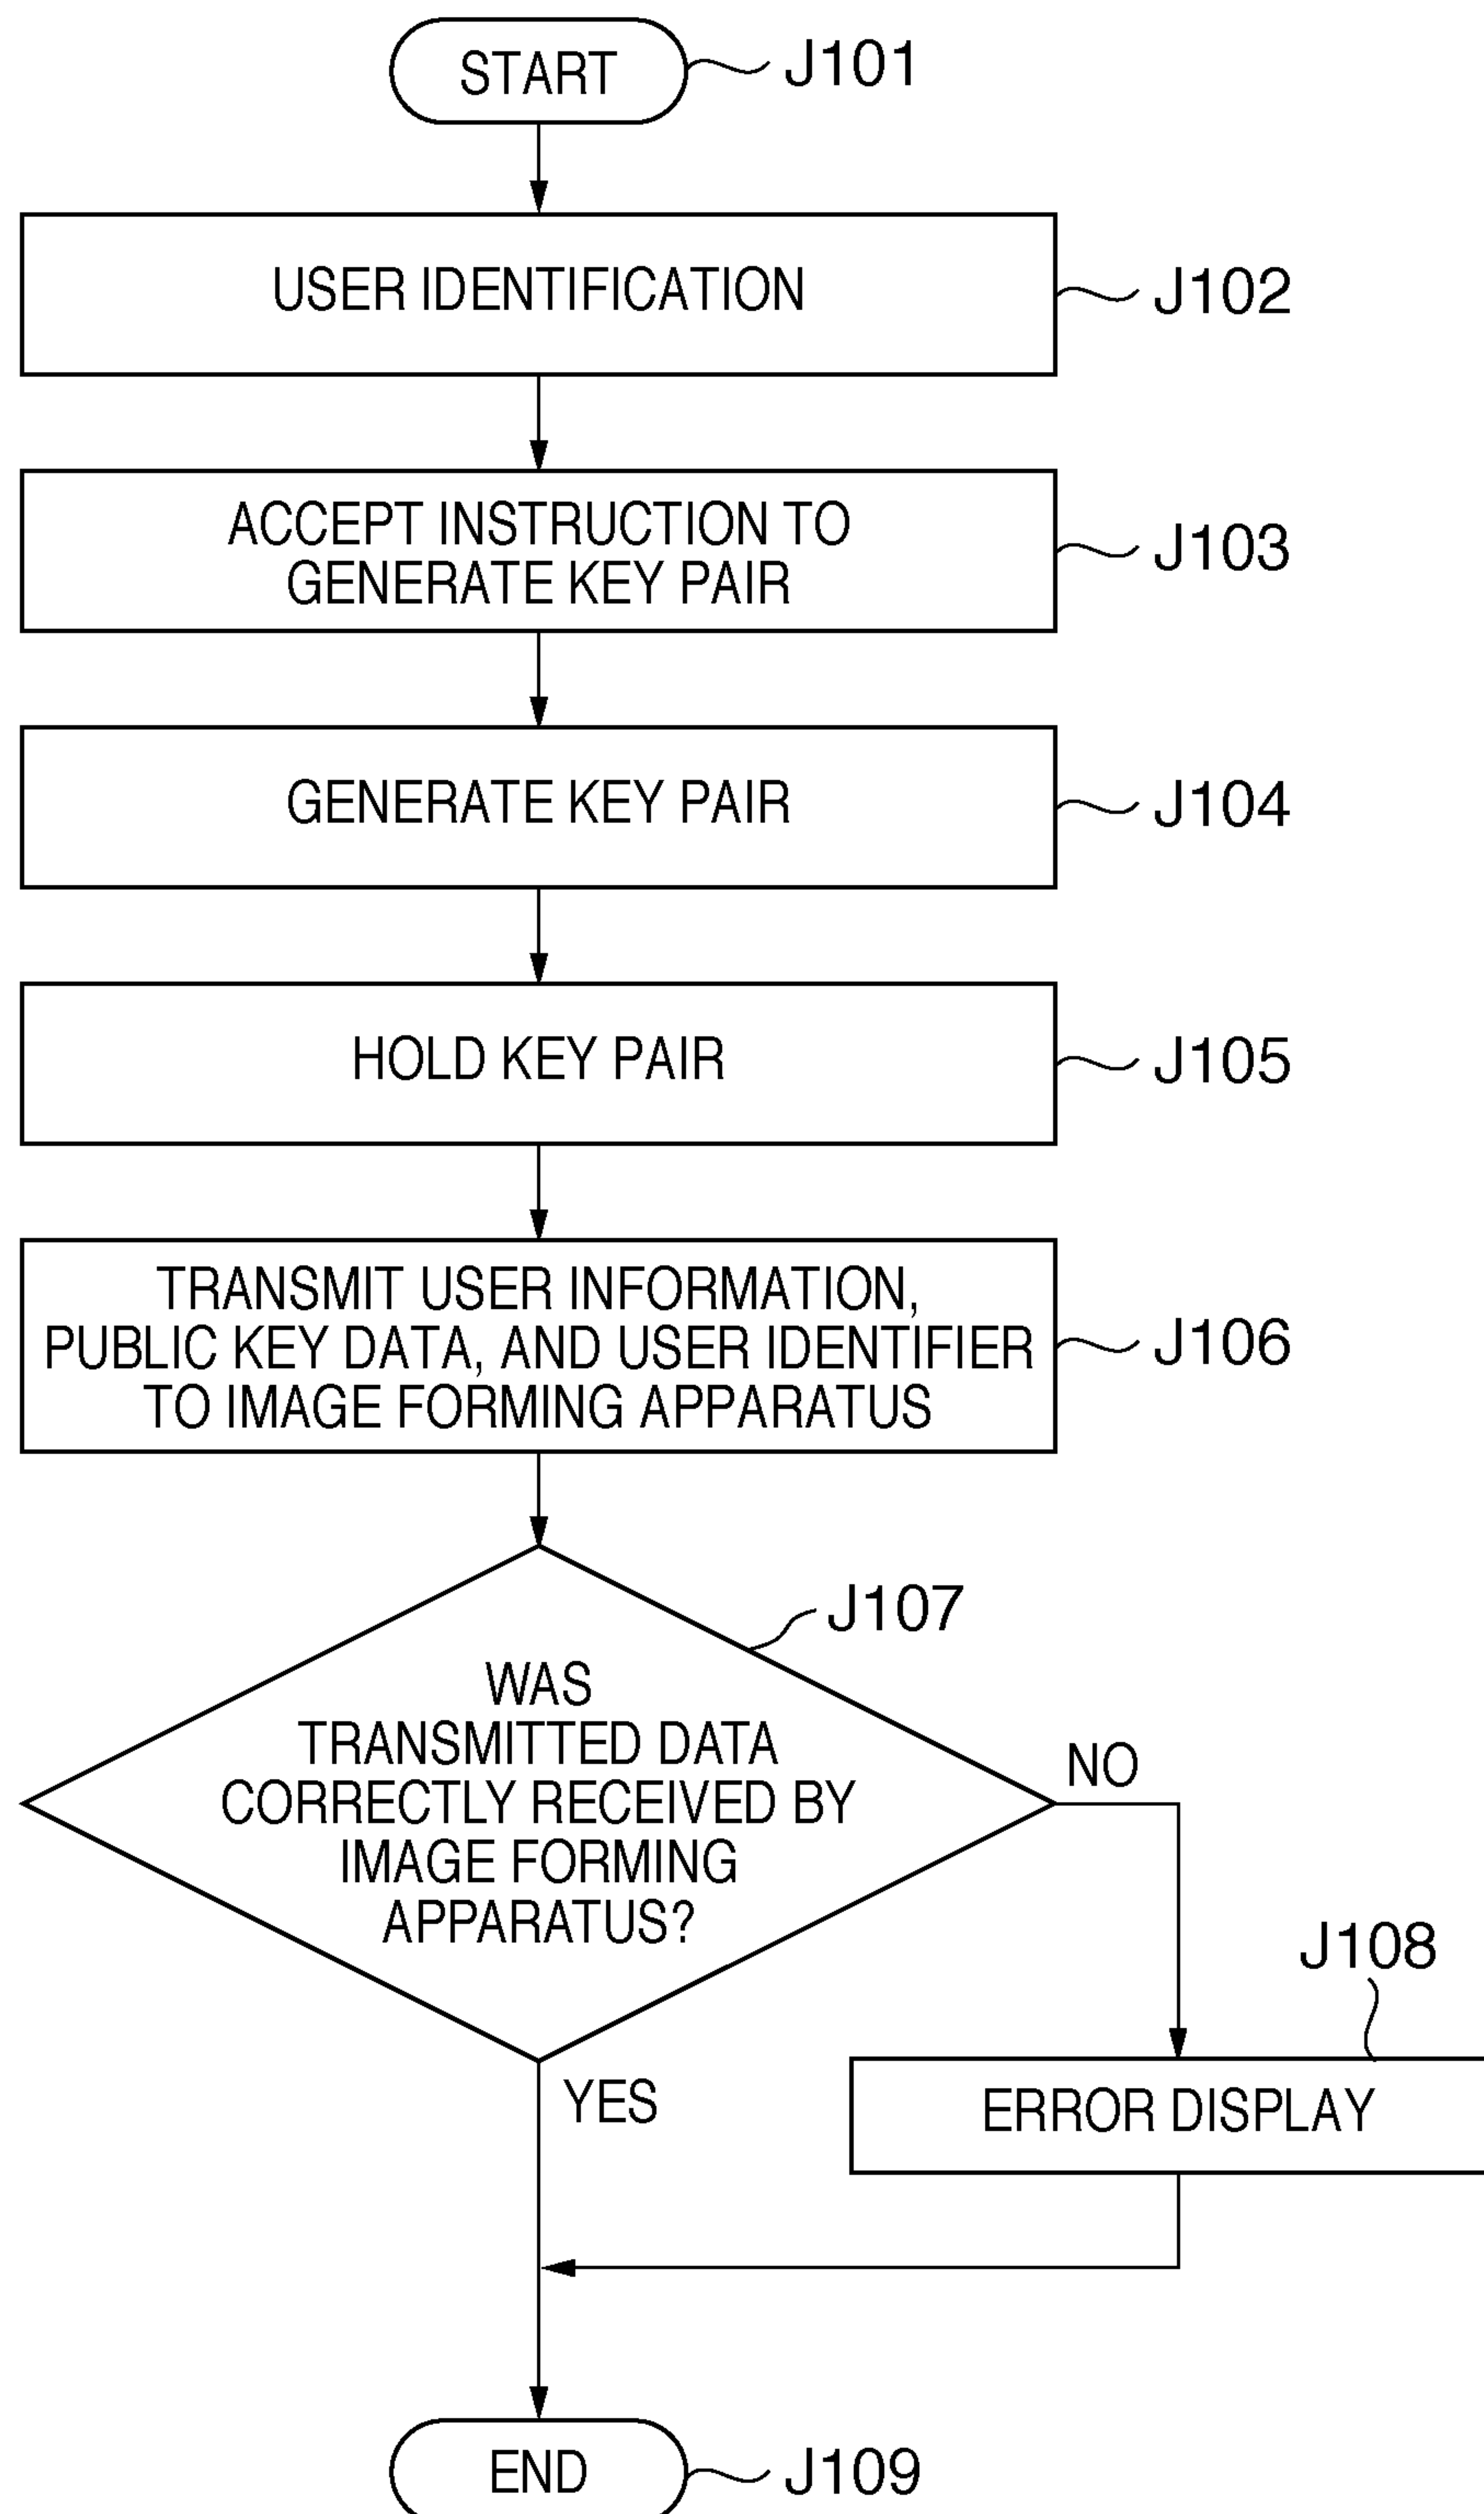 START
J101
USER IDENTIFICATION
J102
ACCEPT INSTRUCTION TO
GENERATE KEY PAIR
J103
GENERATE KEY PAIR
J104
HOLD KEY PAIR
J105
TRANSMIT USER INFORMATION,
PUBLIC KEY DATA, AND USER IDENTIFIER
TO IMAGE FORMING APPARATUS
J106
J107
WAS
TRANSMITTED DATA
CORRECTLY RECEIVED BY
IMAGE FORMING
APPARATUS?
NO
J108
YES
ERROR DISPLAY
END
J109